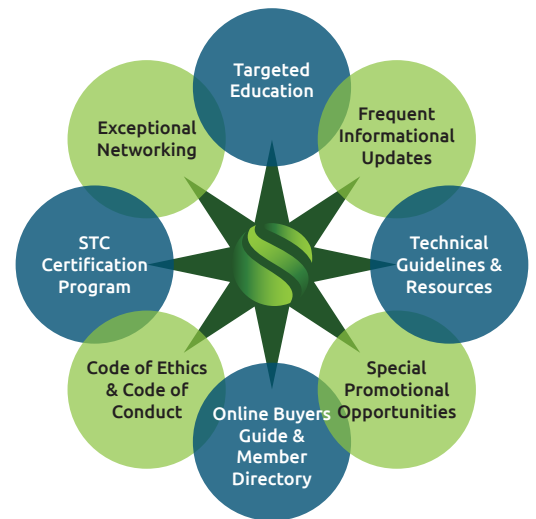 Targeted
Education
Frequent
Informational
Updates
Technical
Guidelines &
Resources
Special
Promotional
Opportunities
Online Buyers
Guide &
Member
Directory
Code of Ethics
& Code of
Conduct
STC
Certification
Program
Exceptional
Networking